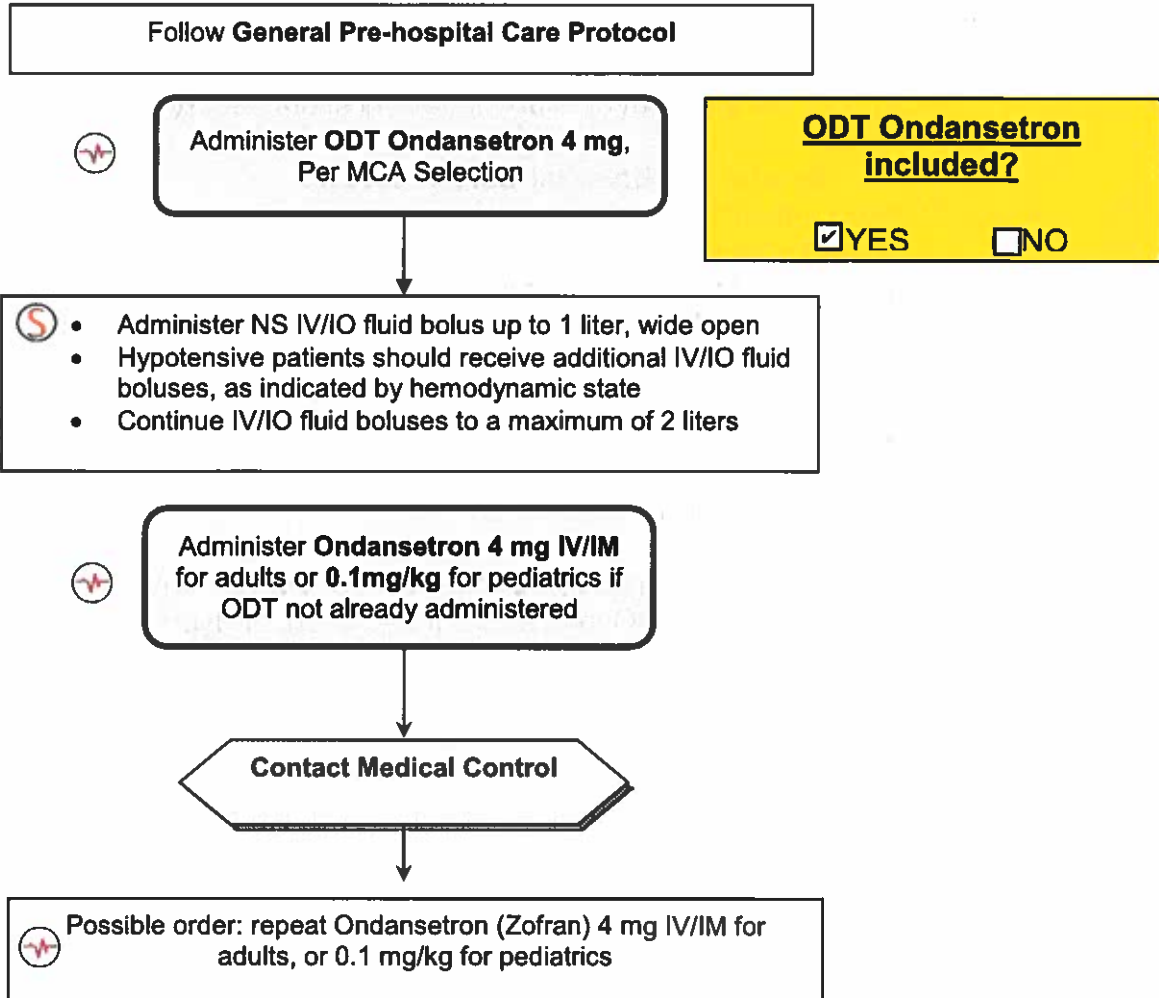 Follow General Pre-hospital Care Protocol
Administer ODT Ondansetron 4 mg,
Per MCA Selection
ODT Ondansetron
included?
☑YES ☐NO
S
• Administer NS IV/IO fluid bolus up to 1 liter, wide open
• Hypotensive patients should receive additional IV/IO fluid
boluses, as indicated by hemodynamic state
• Continue IV/IO fluid boluses to a maximum of 2 liters
Administer Ondansetron 4 mg IV/IM
for adults or 0.1mg/kg for pediatrics if
ODT not already administered
Contact Medical Control
Possible order: repeat Ondansetron (Zofran) 4 mg IV/IM for
adults, or 0.1 mg/kg for pediatrics